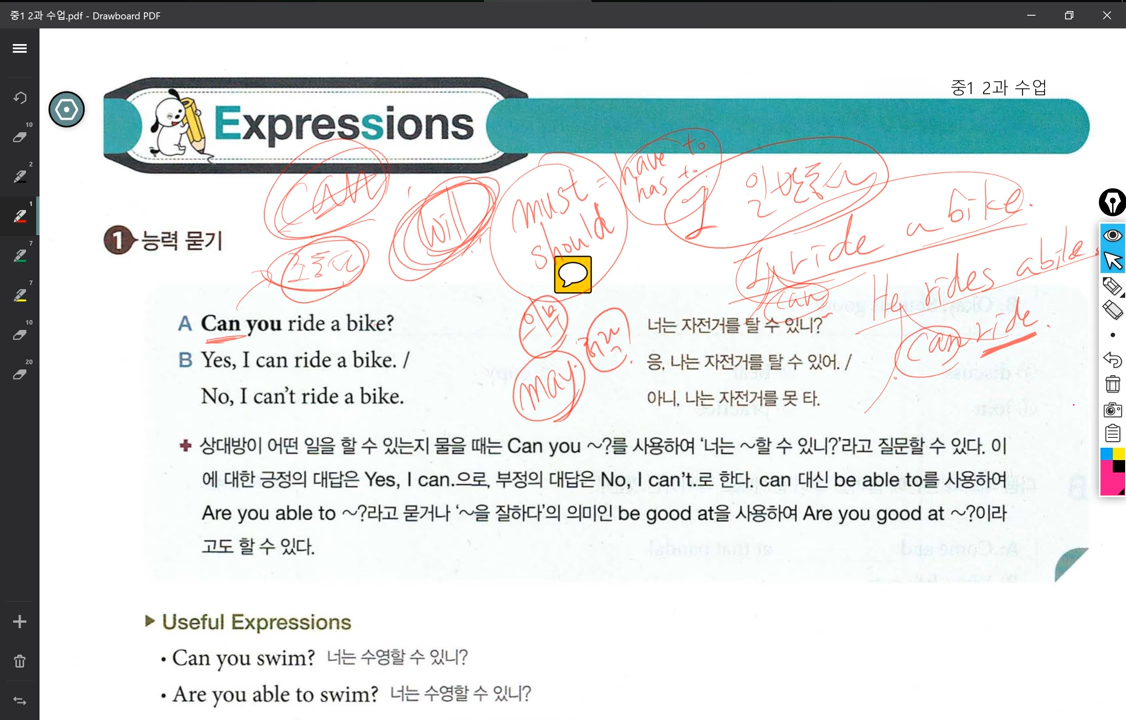 중1 2과 수업.pdf - Drawboard PDF
중1 2과 수업
Expressions
can
will
must = have to
should has to
일반동사
조동사
I ride a bike.
can
He rides a bike.
can ride.
may
1 능력 묻기
A Can you ride a bike? 너는 자전거를 탈 수 있니?
B Yes, I can ride a bike. / 응, 나는 자전거를 탈 수 있어. /
No, I can't ride a bike. 아니, 나는 자전거를 못 타.
+ 상대방이 어떤 일을 할 수 있는지 물을 때는 Can you ~?를 사용하여 '너는 ~할 수 있니?'라고 질문할 수 있다. 이
에 대한 긍정의 대답은 Yes, I can.으로, 부정의 대답은 No, I can't.로 한다. can 대신 be able to를 사용하여
Are you able to ~?라고 묻거나 '~을 잘하다'의 의미인 be good at을 사용하여 Are you good at ~?이라
고도 할 수 있다.
Useful Expressions
• Can you swim? 너는 수영할 수 있니?
• Are you able to swim? 너는 수영할 수 있니?